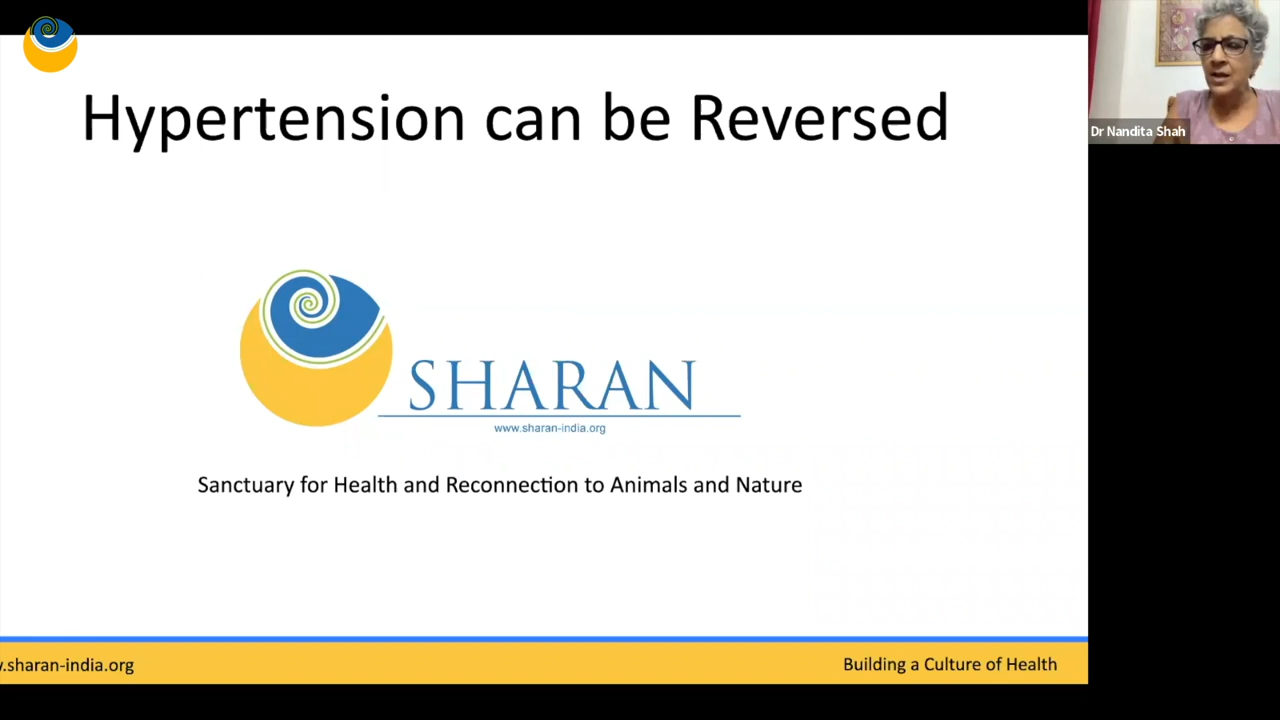 Hypertension can be Reversed
Dr Nandita Shah
SHARAN
www.sharan-india.org
Sanctuary for Health and Reconnection to Animals and Nature
.sharan-india.org
Building a Culture of Health